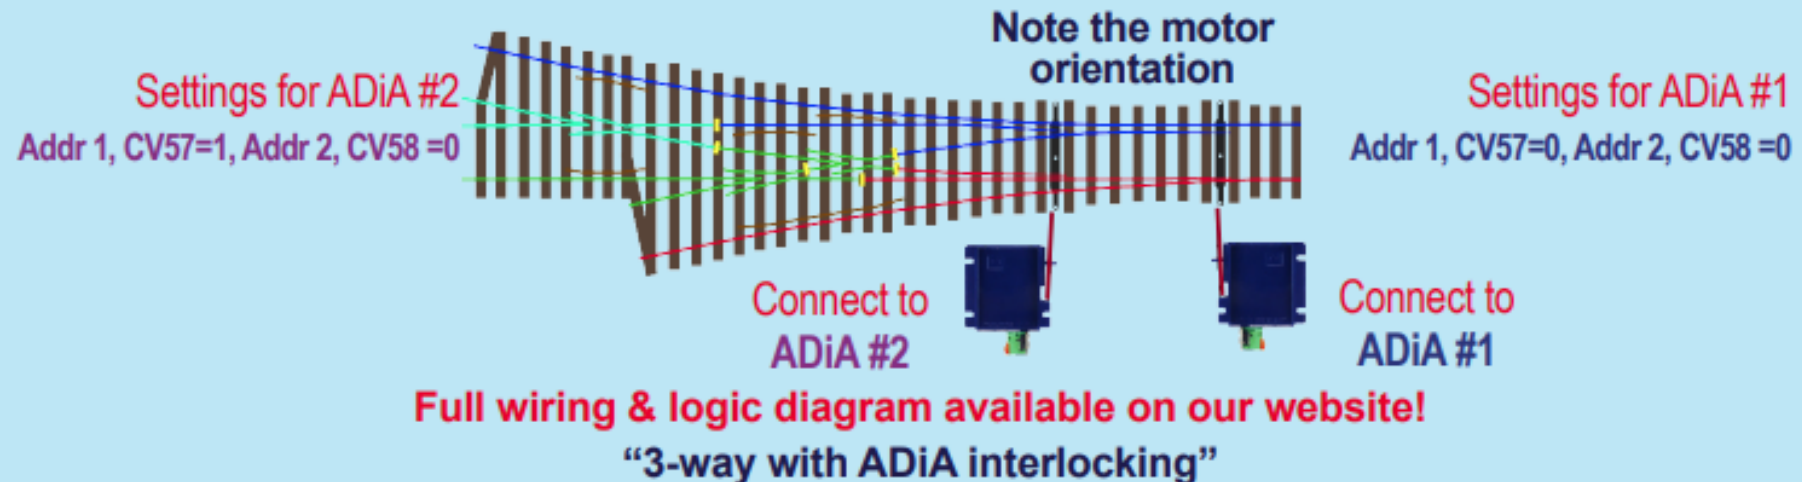 Note the motor
orientation
Settings for ADiA #2
Addr 1, CV57=1, Addr 2, CV58 =0
Settings for ADiA #1
Addr 1, CV57=0, Addr 2, CV58 =0
Connect to
ADiA #2
Connect to
ADiA #1
Full wiring & logic diagram available on our website!
“3-way with ADiA interlocking”